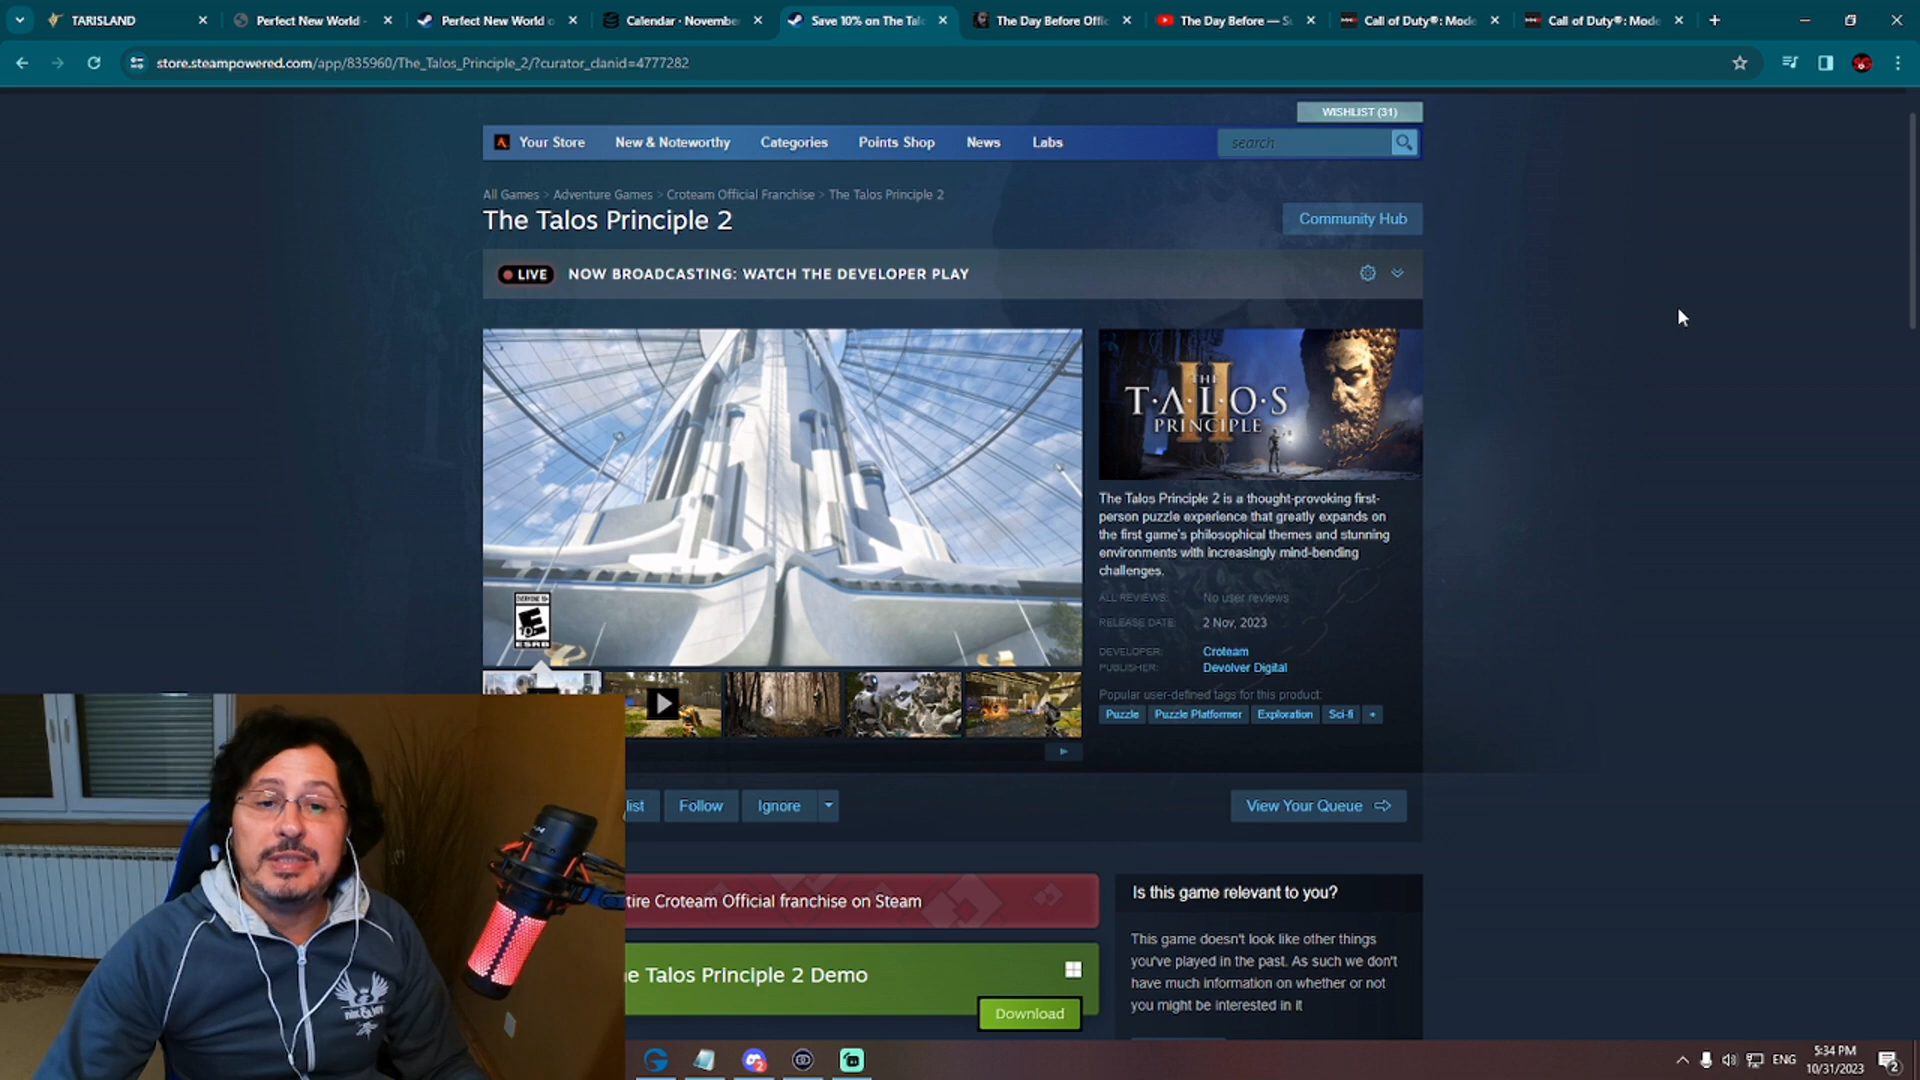 TARISLAND
Perfect New World -
Perfect New World o
Calendar · November
Save 10% on The Tal
The Day Before Offic
The Day Before — St
Call of Duty®: Mode
Call of Duty®: Mode
store.steampowered.com/app/835960/The_Talos_Principle_2/?curator_clanid=4777282
WISHLIST (31)
Your Store
New & Noteworthy
Categories
Points Shop
News
Labs
search
All Games > Adventure Games > Croteam Official Franchise > The Talos Principle 2
The Talos Principle 2
Community Hub
LIVE
NOW BROADCASTING: WATCH THE DEVELOPER PLAY
THE
TALOS
PRINCIPLE
II
The Talos Principle 2 is a thought-provoking first-
person puzzle experience that greatly expands on
the first game's philosophical themes and stunning
environments with increasingly mind-bending
challenges.
ALL REVIEWS: No user reviews
RELEASE DATE: 2 Nov, 2023
DEVELOPER: Croteam
PUBLISHER: Devolver Digital
Popular user-defined tags for this product:
Puzzle
Puzzle Platformer
Exploration
Sci-fi
+
EVERYONE 10+
E
10+
ESRB
list
Follow
Ignore
View Your Queue
tire Croteam Official franchise on Steam
e Talos Principle 2 Demo
Download
Is this game relevant to you?
This game doesn't look like other things
you've played in the past. As such we don't
have much information on whether or not
you might be interested in it
ENG
5:34 PM
10/31/2023
2
2